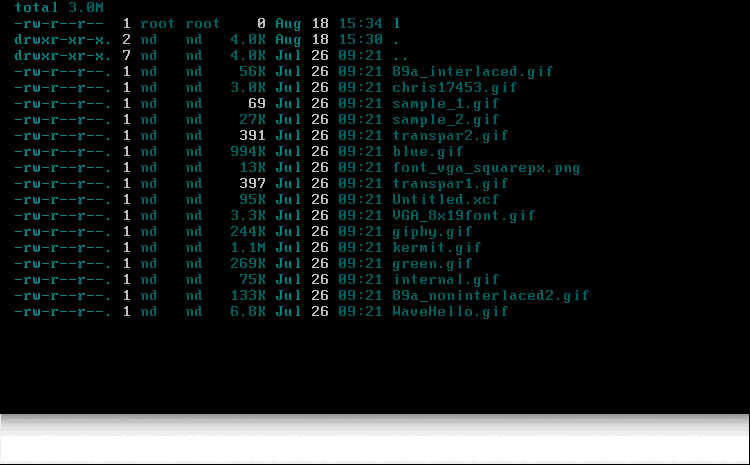 total 3.0M
-rw-r--r--  1 root root    0 Aug 18 15:34 l
drwxr-xr-x. 2 nd   nd   4.0K Aug 18 15:30 .
drwxr-xr-x. 7 nd   nd   4.0K Jul 26 09:21 ..
-rw-r--r--. 1 nd   nd    56K Jul 26 09:21 89a_interlaced.gif
-rw-r--r--. 1 nd   nd   3.0K Jul 26 09:21 chris17453.gif
-rw-r--r--. 1 nd   nd     69 Jul 26 09:21 sample_1.gif
-rw-r--r--. 1 nd   nd    27K Jul 26 09:21 sample_2.gif
-rw-r--r--. 1 nd   nd    391 Jul 26 09:21 transpar2.gif
-rw-r--r--. 1 nd   nd   994K Jul 26 09:21 blue.gif
-rw-r--r--. 1 nd   nd    13K Jul 26 09:21 font_vga_squarepx.png
-rw-r--r--. 1 nd   nd    397 Jul 26 09:21 transpar1.gif
-rw-r--r--. 1 nd   nd    95K Jul 26 09:21 Untitled.xcf
-rw-r--r--. 1 nd   nd   3.3K Jul 26 09:21 VGA_8x19font.gif
-rw-r--r--. 1 nd   nd   244K Jul 26 09:21 giphy.gif
-rw-r--r--. 1 nd   nd   1.1M Jul 26 09:21 kermit.gif
-rw-r--r--. 1 nd   nd   269K Jul 26 09:21 green.gif
-rw-r--r--. 1 nd   nd    75K Jul 26 09:21 internal.gif
-rw-r--r--. 1 nd   nd   133K Jul 26 09:21 89a_noninterlaced2.gif
-rw-r--r--. 1 nd   nd   6.8K Jul 26 09:21 WaveHello.gif